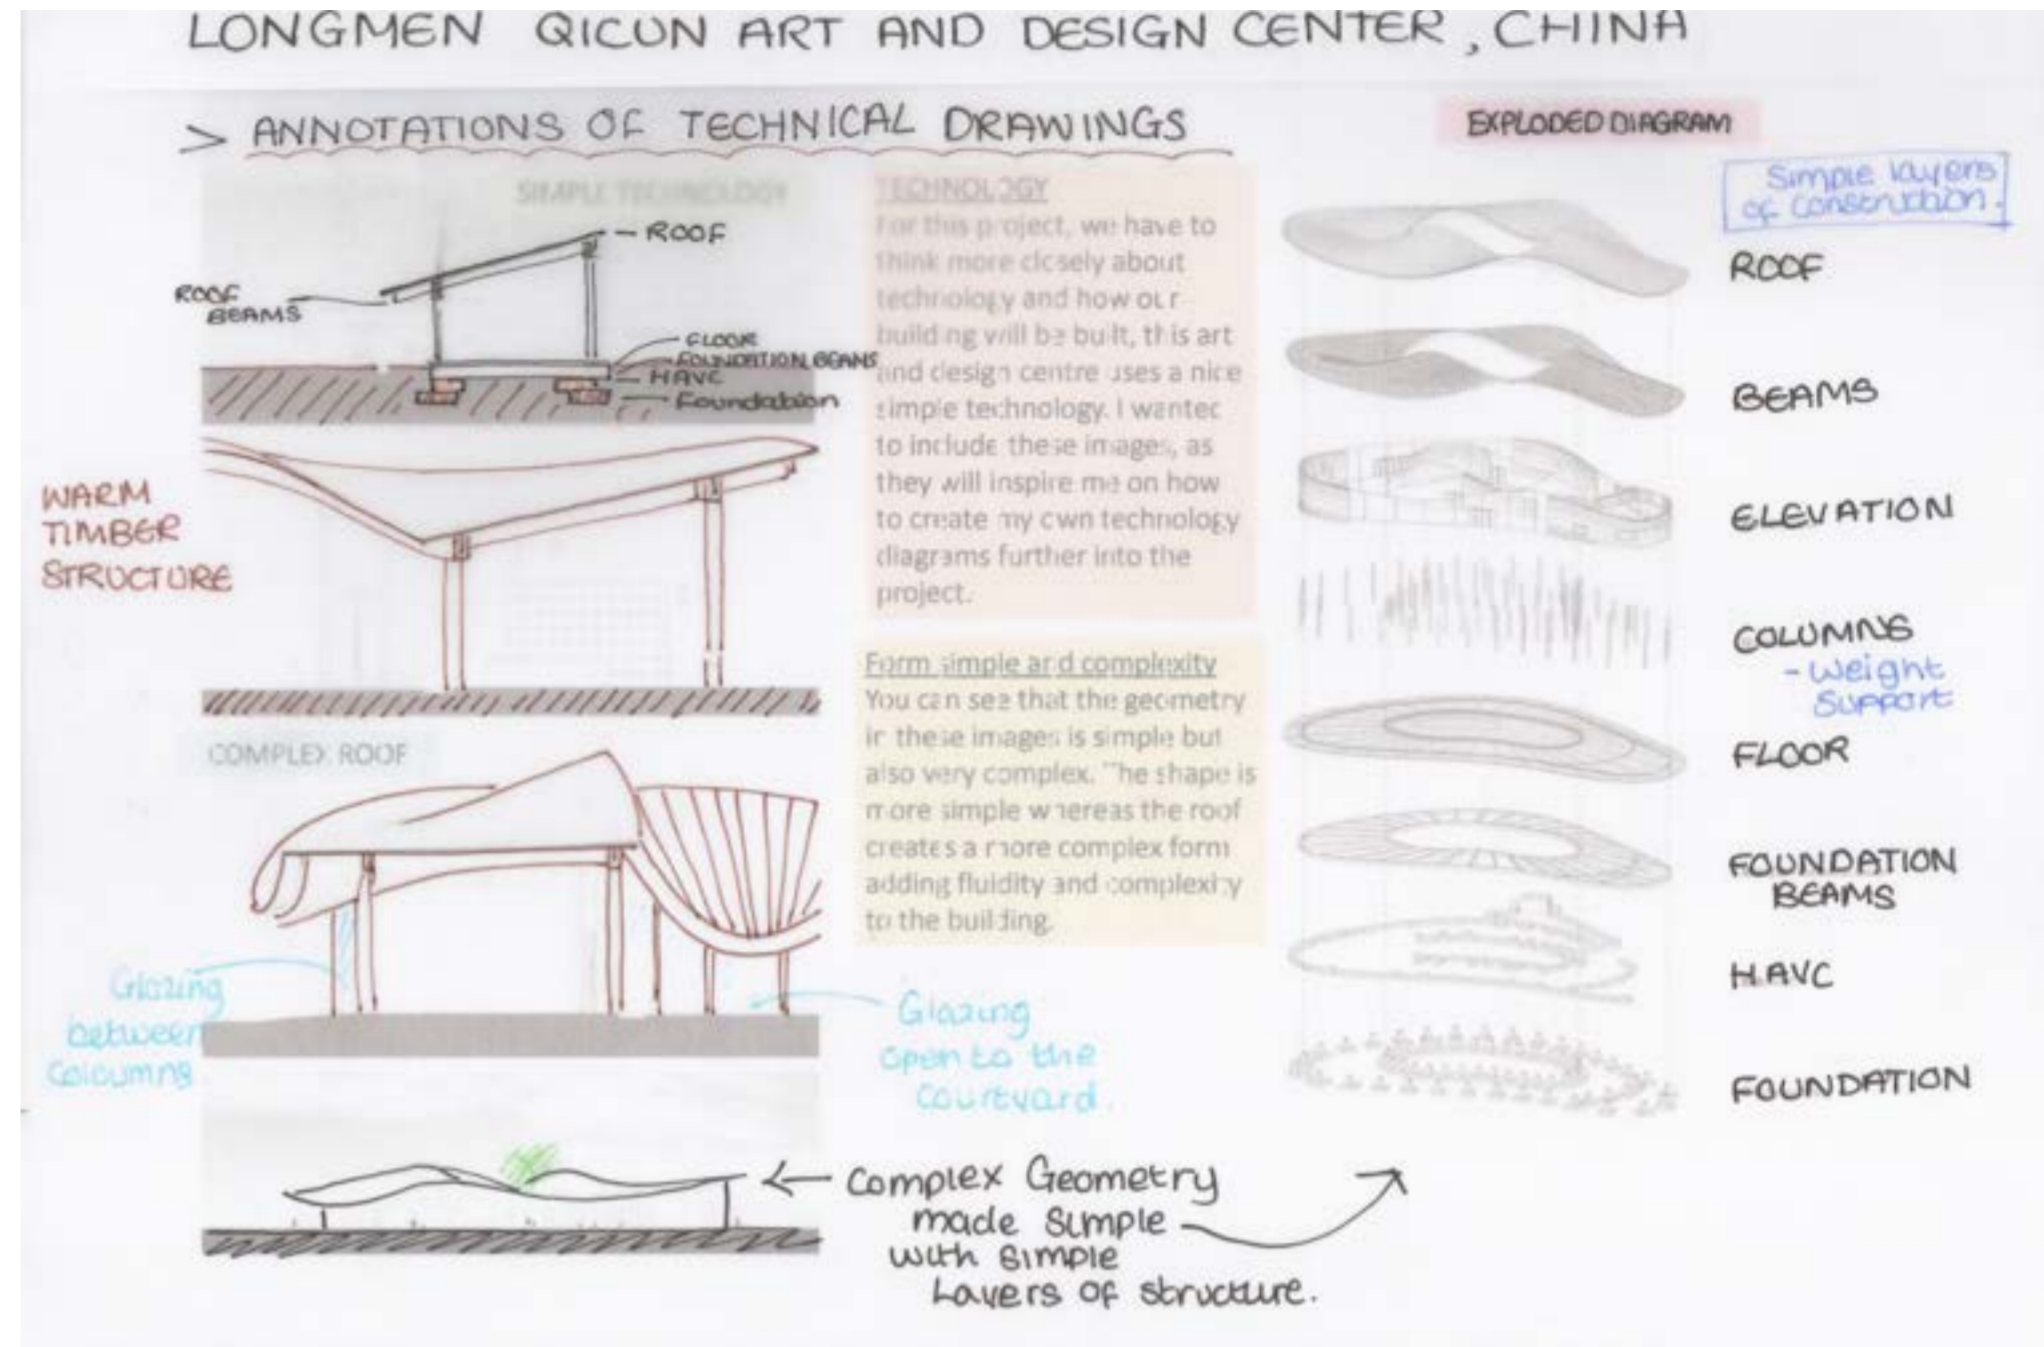 LONGMEN QICUN ART AND DESIGN CENTER, CHINA
> ANNOTATIONS OF TECHNICAL DRAWINGS
SIMPLE TECHNOLOGY
ROOF
ROOF
BEAMS
FLOOR
FOUNDATION BEAMS
HAVC
Foundation
WARM
TIMBER
STRUCTURE
COMPLEX ROOF
Glazing
between
Coloumns
TECHNOLOGY
For this project, we have to
think more closely about
technology and how our
building will be built, this art
and design centre uses a nice
simple technology. I wanted
to include these images, as
they will inspire me on how
to create my own technology
diagrams further into the
project.
Form simple and complexity
You can see that the geometry
in these images is simple but
also very complex. The shape is
more simple whereas the roof
creates a more complex form
adding fluidity and complexity
to the building.
Glazing
open to the
Courtyard.
Complex Geometry
made simple
with simple
Layers of structure.
EXPLODED DIAGRAM
Simple layers
of construction.
ROOF
BEAMS
ELEVATION
COLUMNS
- Weight
Support
FLOOR
FOUNDATION
BEAMS
HAVC
FOUNDATION